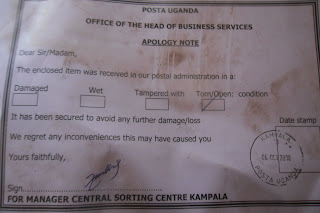 POSTA UGANDA
OFFICE OF THE HEAD OF BUSINESS SERVICES
APOLOGY NOTE
Dear Sir/Madam,
The enclosed item was received in our postal administration in a:
Damaged Wet Tampered with Torn/Open: condition
It has been secured to avoid any further damage/loss
Date stamp
We regret any inconveniences this may have caused you
KAMPALA
POSTA UGANDA
Yours faithfully,
Sign
FOR MANAGER CENTRAL SORTING CENTRE KAMPALA